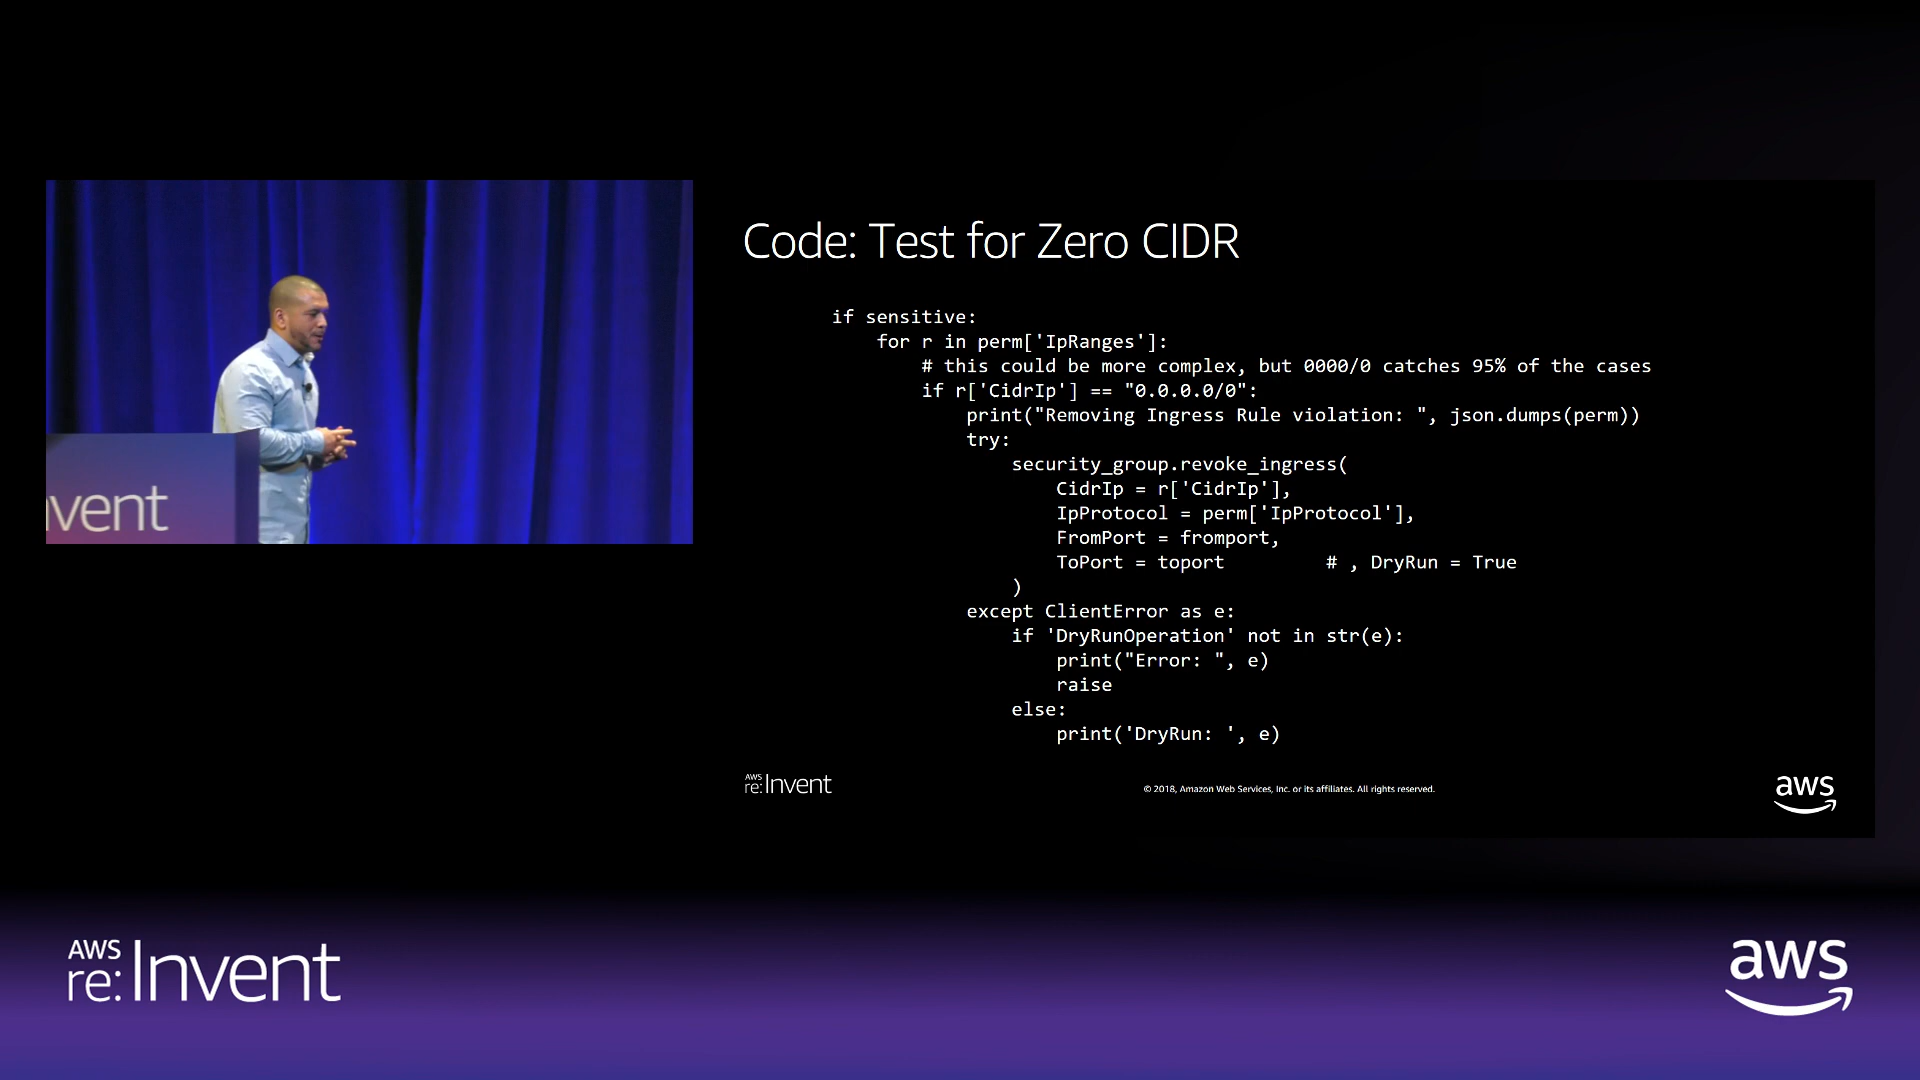 Code: Test for Zero CIDR
if sensitive:
    for r in perm['IpRanges']:
        # this could be more complex, but 0000/0 catches 95% of the cases
        if r['CidrIp'] == "0.0.0.0/0":
            print("Removing Ingress Rule violation: ", json.dumps(perm))
            try:
                security_group.revoke_ingress(
                    CidrIp = r['CidrIp'],
                    IpProtocol = perm['IpProtocol'],
                    FromPort = fromport,
                    ToPort = toport         # , DryRun = True
                )
            except ClientError as e:
                if 'DryRunOperation' not in str(e):
                    print("Error: ", e)
                    raise
                else:
                    print('DryRun: ', e)
AWS
re:Invent
© 2018, Amazon Web Services, Inc. or its affiliates. All rights reserved.
aws
nvent
AWS
re:Invent
aws